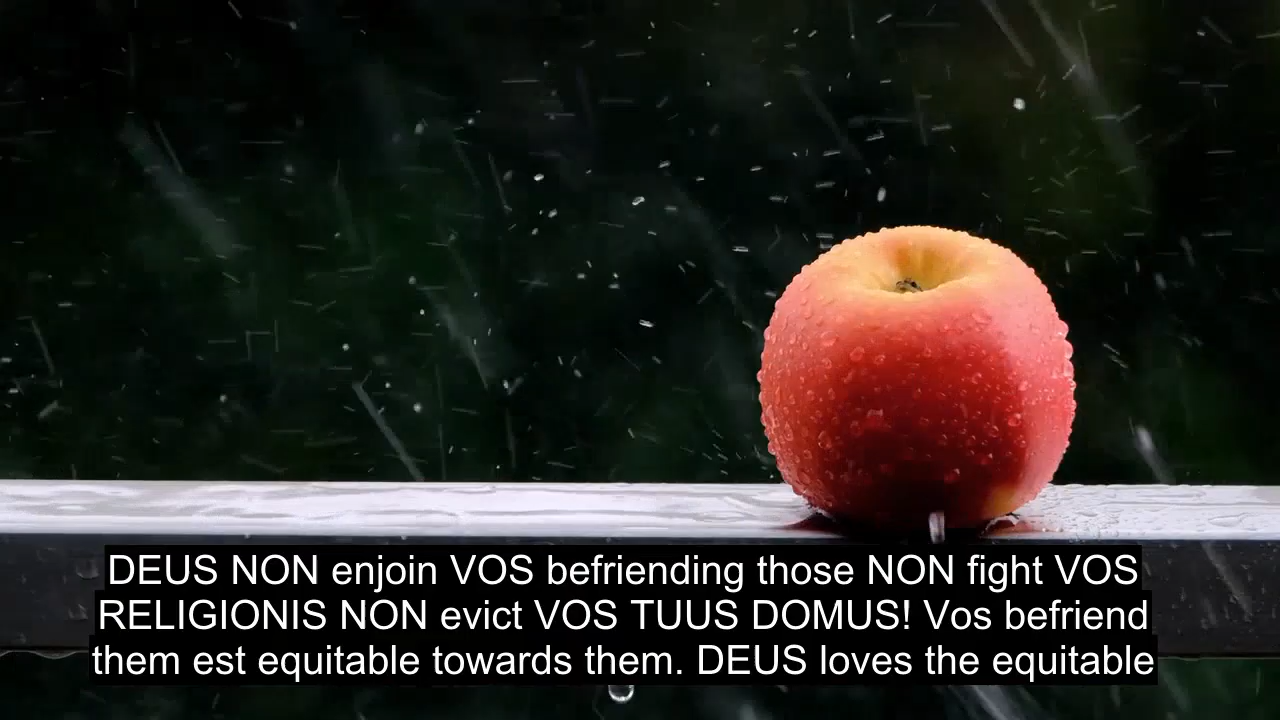 DEUS NON enjoin VOS befriending those NON fight VOS
RELIGIONIS NON evict VOS TUUS DOMUS! Vos befriend
them est equitable towards them. DEUS loves the equitable